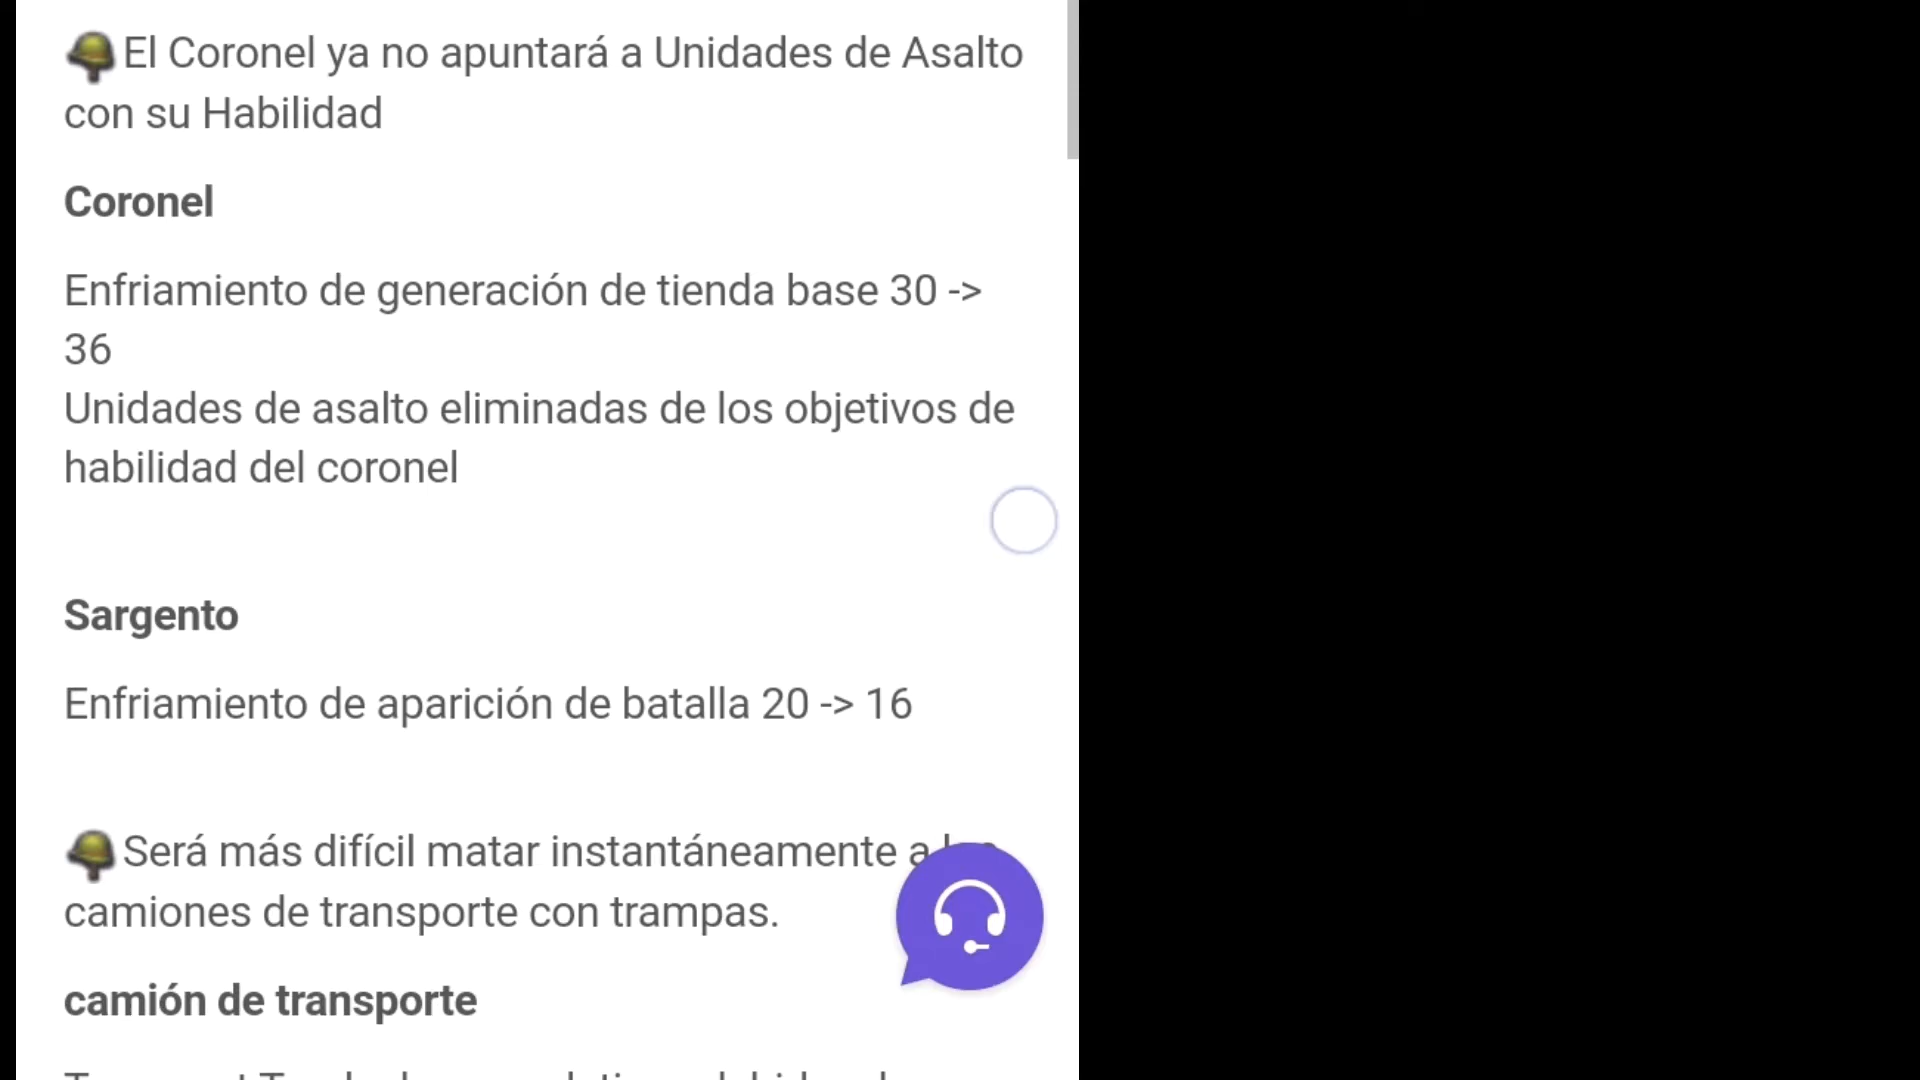 El Coronel ya no apuntará a Unidades de Asalto
con su Habilidad
Coronel
Enfriamiento de generación de tienda base 30 ->
36
Unidades de asalto eliminadas de los objetivos de
habilidad del coronel
Sargento
Enfriamiento de aparición de batalla 20 -> 16
Será más difícil matar instantáneamente a
camiones de transporte con trampas.
camión de transporte